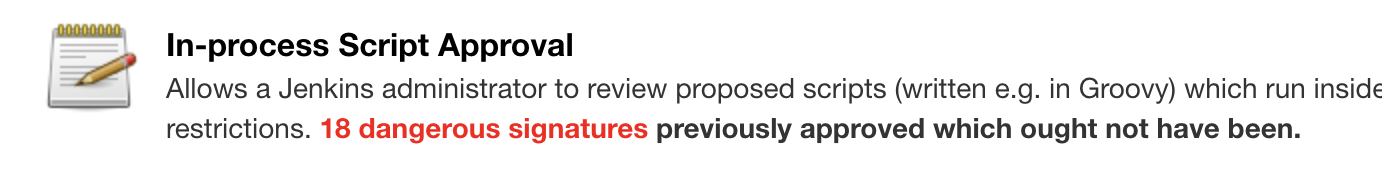 In-process Script Approval
Allows a Jenkins administrator to review proposed scripts (written e.g. in Groovy) which run inside
restrictions. 18 dangerous signatures previously approved which ought not have been.